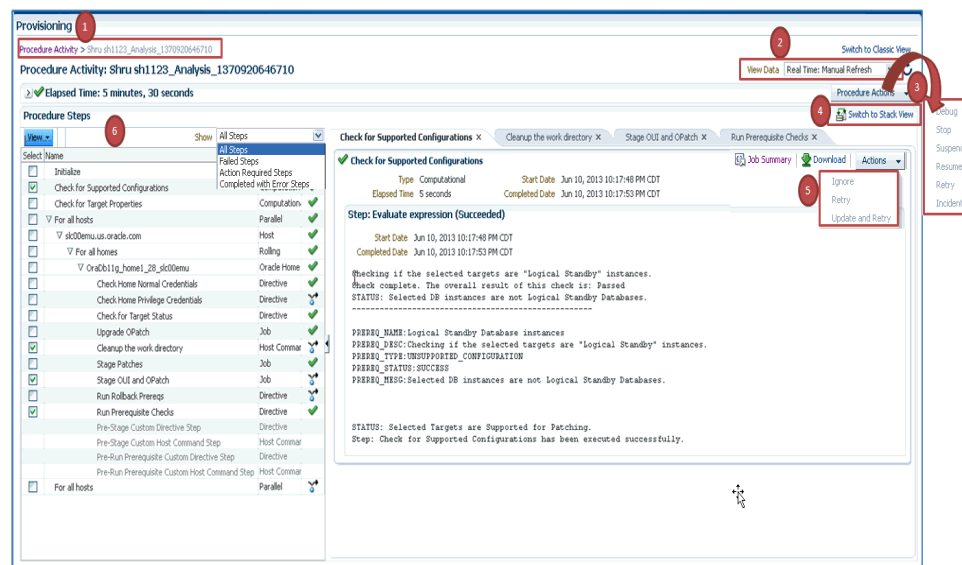 Provisioning 1
Procedure Activity > Shru sh1123_Analysis_1370920646710
2
Switch to Classic View
Procedure Activity: Shru sh1123_Analysis_1370920646710
View Data Real Time: Manual Refresh
Elapsed Time: 5 minutes, 30 seconds
Procedure Actions 3
Procedure Steps
4 Switch to Stack View
Debug
Stop
Suspend
Resume
Retry
Incident
View 6 Show All Steps
All Steps
Failed Steps
Action Required Steps
Completed with Error Steps
Select Name
Initialize
Check for Supported Configurations
Check for Target Properties Computation
For all hosts Parallel
slc00emu.us.oracle.com Host
For all homes Rolling
OraDb11g_home1_28_slc00emu Oracle Home
Check Home Normal Credentials Directive
Check Home Privilege Credentials Directive
Check for Target Status Directive
Upgrade OPatch Job
Cleanup the work directory Host Commar
Stage Patches Job
Stage OUI and OPatch Job
Run Rollback Prereqs Directive
Run Prerequisite Checks Directive
Pre-Stage Custom Directive Step Directive
Pre-Stage Custom Host Command Step Host Commar
Pre-Run Prerequisite Custom Directive Step Directive
Pre-Run Prerequisite Custom Host Command Step Host Commar
For all hosts Parallel
Check for Supported Configurations × Cleanup the work directory × Stage OUI and OPatch × Run Prerequisite Checks ×
Check for Supported Configurations
Job Summary Download Actions
5
Ignore
Retry
Update and Retry
Type Computational Start Date Jun 10, 2013 10:17:48 PM CDT
Elapsed Time 5 seconds Completed Date Jun 10, 2013 10:17:53 PM CDT
Step: Evaluate expression (Succeeded)
Start Date Jun 10, 2013 10:17:48 PM CDT
Completed Date Jun 10, 2013 10:17:53 PM CDT
Checking if the selected targets are "Logical Standby" instances.
Check complete. The overall result of this check is: Passed
STATUS: Selected DB instances are not Logical Standby Databases.
--------------------------------------------------
PREREQ_NAME:Logical Standby Database instances
PREREQ_DESC:Checking if the selected targets are "Logical Standby" instances.
PREREQ_TYPE:UNSUPPORTED_CONFIGURATION
PREREQ_STATUS:SUCCESS
PREREQ_MESG:Selected DB instances are not Logical Standby Databases.
STATUS: Selected Targets are Supported for Patching.
Step: Check for Supported Configurations has been executed successfully.